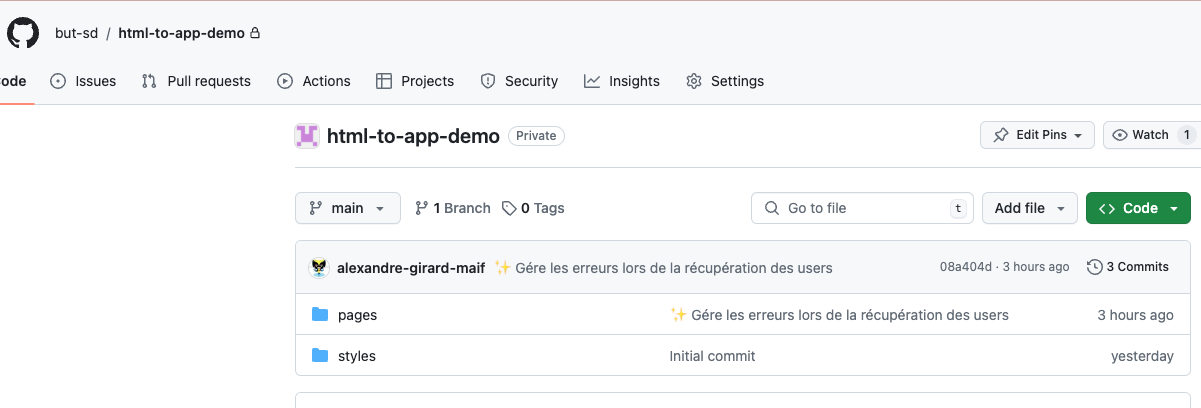 but-sd / html-to-app-demo
ode Issues Pull requests Actions Projects Security Insights Settings
html-to-app-demo Private Edit Pins Watch 1
main 1 Branch 0 Tags Go to file t Add file Code
alexandre-girard-maif ✨ Gére les erreurs lors de la récupération des users 08a404d · 3 hours ago 3 Commits
pages ✨ Gére les erreurs lors de la récupération des users 3 hours ago
styles Initial commit yesterday